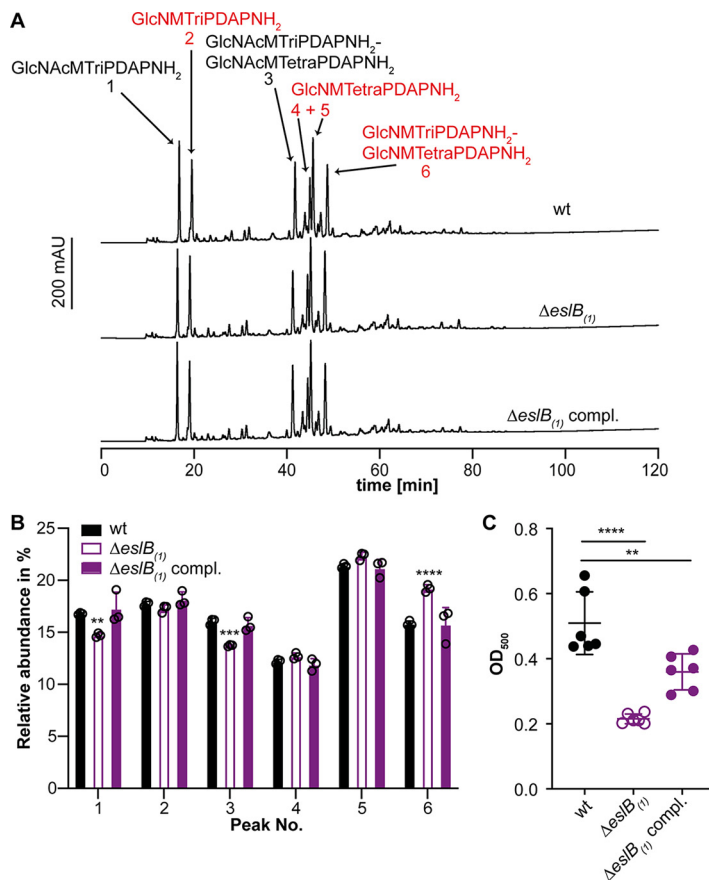 A
GlcNMTriPDAPNH2
2
GlcNAcMTriPDAPNH2
1
GlcNAcMTriPDAPNH2-
GlcNAcMTetraPDAPNH2
3
GlcNMTetraPDAPNH2
4 + 5
GlcNMTriPDAPNH2-
GlcNMTetraPDAPNH2
6
wt
200 mAU
ΔeslB(1)
ΔeslB(1) compl.
0 20 40 60 80 100 120
time [min]
B
wt
ΔeslB(1)
ΔeslB(1) compl.
Relative abundance in %
25
20
15
10
5
0
**
***
****
1 2 3 4 5 6
Peak No.
C
0.8
0.6
0.4
0.2
0.0
OD500
****
**
wt
ΔeslB(1)
ΔeslB(1) compl.